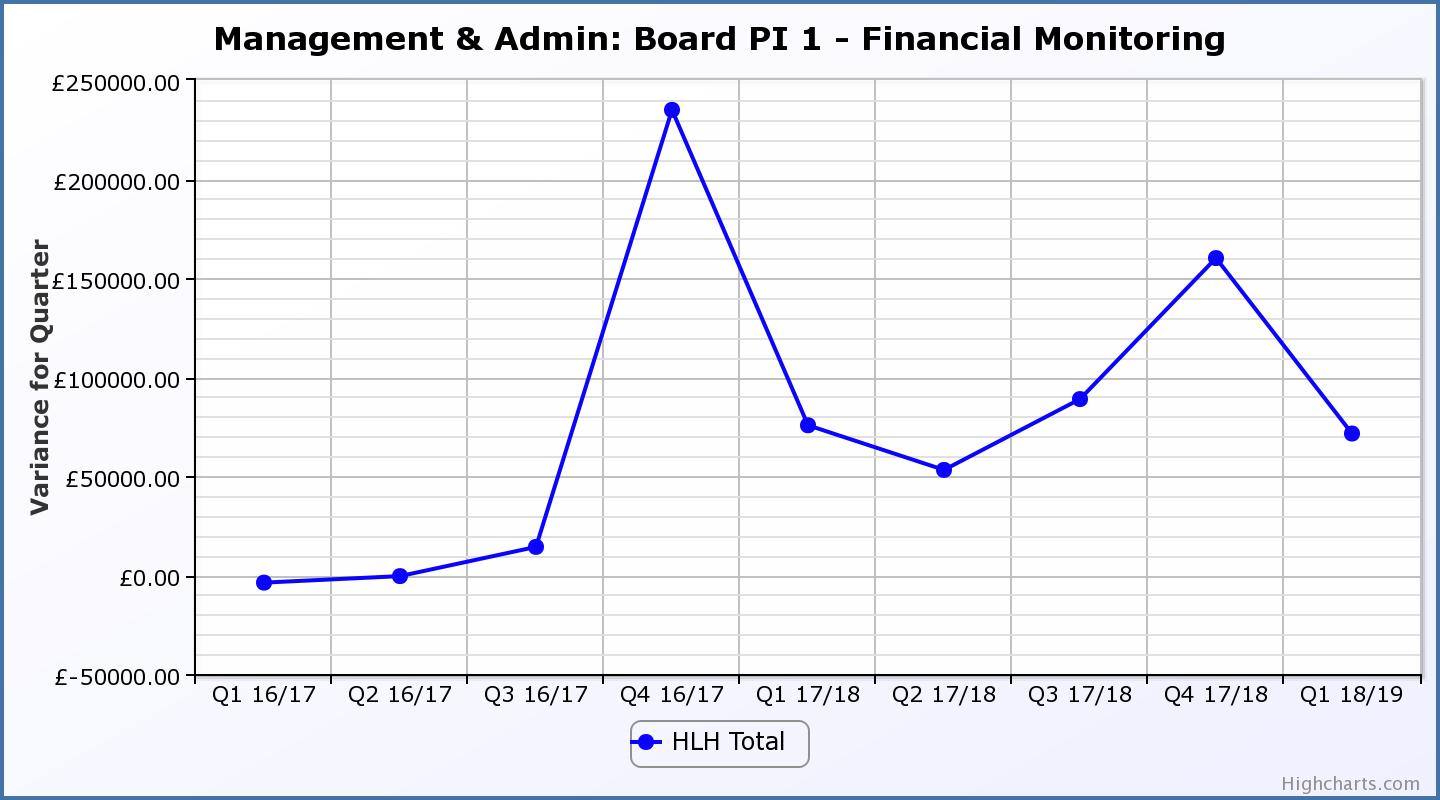 Management & Admin: Board PI 1 - Financial Monitoring
Variance for Quarter
£250000.00
£200000.00
£150000.00
£100000.00
£50000.00
£0.00
£-50000.00
Q1 16/17 Q2 16/17 Q3 16/17 Q4 16/17 Q1 17/18 Q2 17/18 Q3 17/18 Q4 17/18 Q1 18/19
HLH Total
Highcharts.com